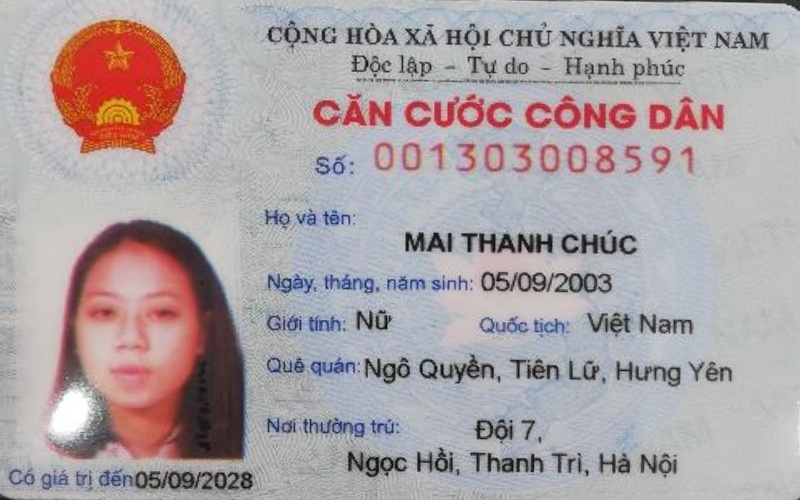 CỘNG HÒA XÃ HỘI CHỦ NGHĨA VIỆT NAM
Độc lập - Tự do - Hạnh phúc
CĂN CƯỚC CÔNG DÂN
Số: 001303008591
Họ và tên:
MAI THANH CHÚC
Ngày, tháng, năm sinh: 05/09/2003
Giới tính: Nữ Quốc tịch: Việt Nam
Quê quán: Ngô Quyền, Tiên Lữ, Hưng Yên
Nơi thường trú: Đội 7,
Ngọc Hồi, Thanh Trì, Hà Nội
Có giá trị đến 05/09/2028